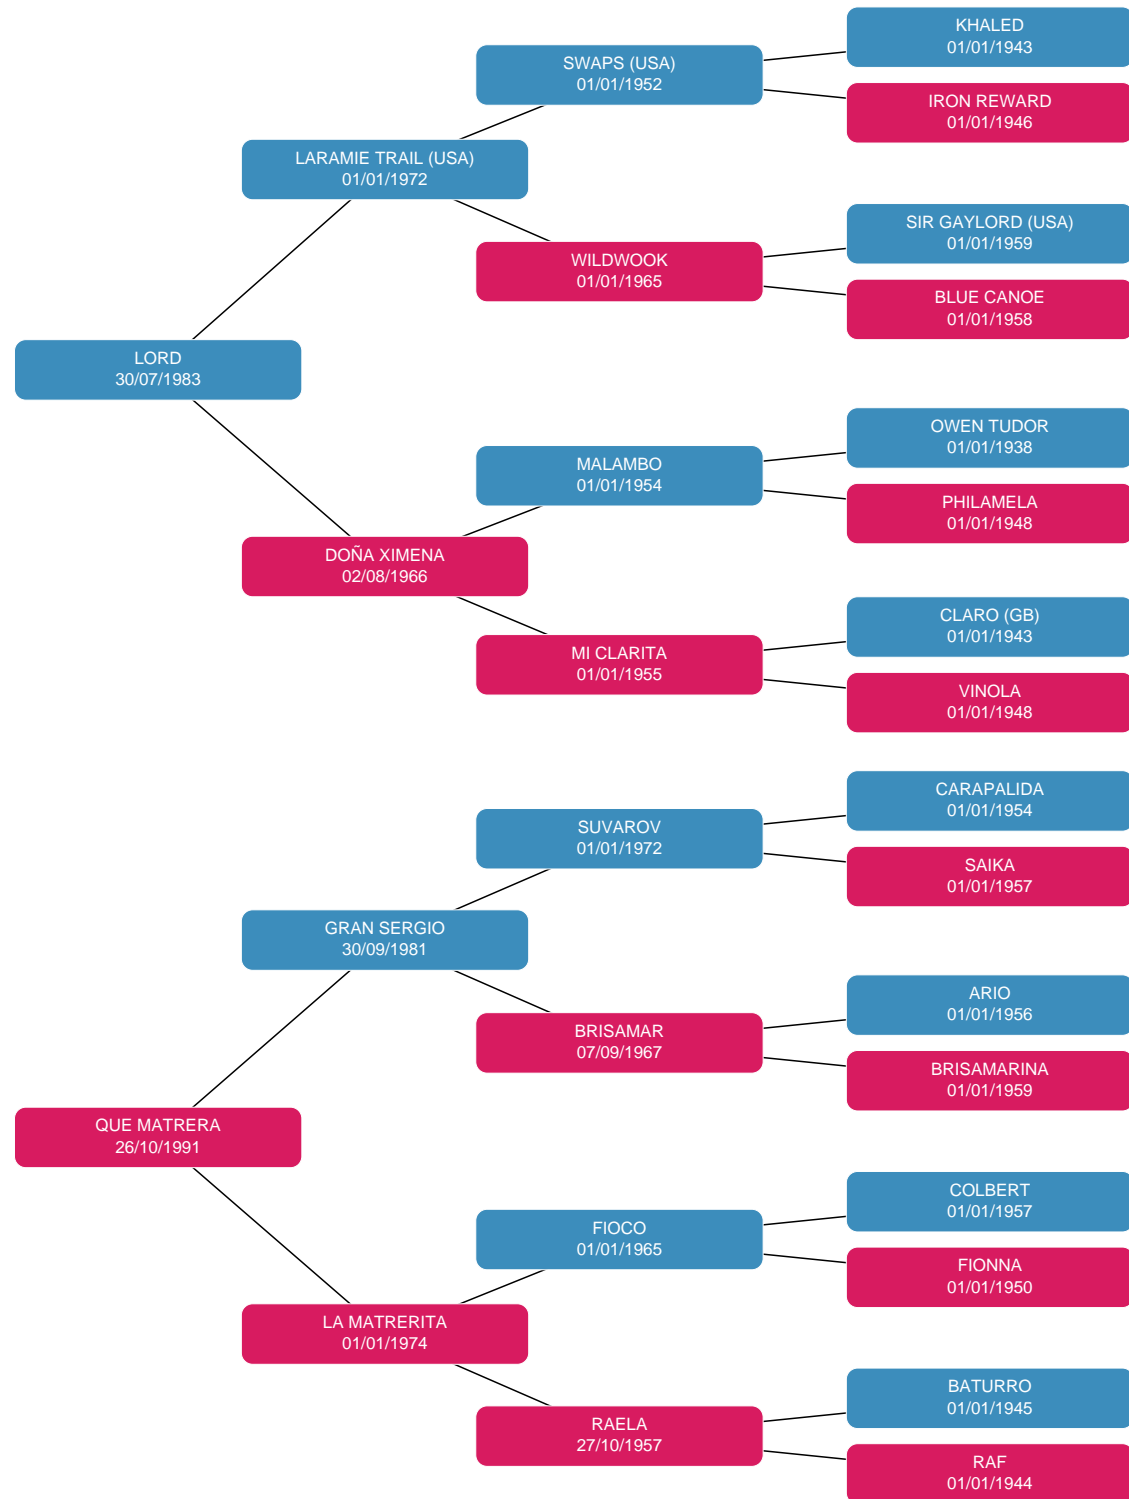 KHALED
01/01/1943
SWAPS (USA)
01/01/1952
IRON REWARD
01/01/1946
LARAMIE TRAIL (USA)
01/01/1972
SIR GAYLORD (USA)
01/01/1959
WILDWOOK
01/01/1965
BLUE CANOE
01/01/1958
LORD
30/07/1983
OWEN TUDOR
01/01/1938
MALAMBO
01/01/1954
PHILAMELA
01/01/1948
DOÑA XIMENA
02/08/1966
CLARO (GB)
01/01/1943
MI CLARITA
01/01/1955
VINOLA
01/01/1948
CARAPALIDA
01/01/1954
SUVAROV
01/01/1972
SAIKA
01/01/1957
GRAN SERGIO
30/09/1981
ARIO
01/01/1956
BRISAMAR
07/09/1967
BRISAMARINA
01/01/1959
QUE MATRERA
26/10/1991
COLBERT
01/01/1957
FIOCO
01/01/1965
FIONNA
01/01/1950
LA MATRERITA
01/01/1974
BATURRO
01/01/1945
RAELA
27/10/1957
RAF
01/01/1944